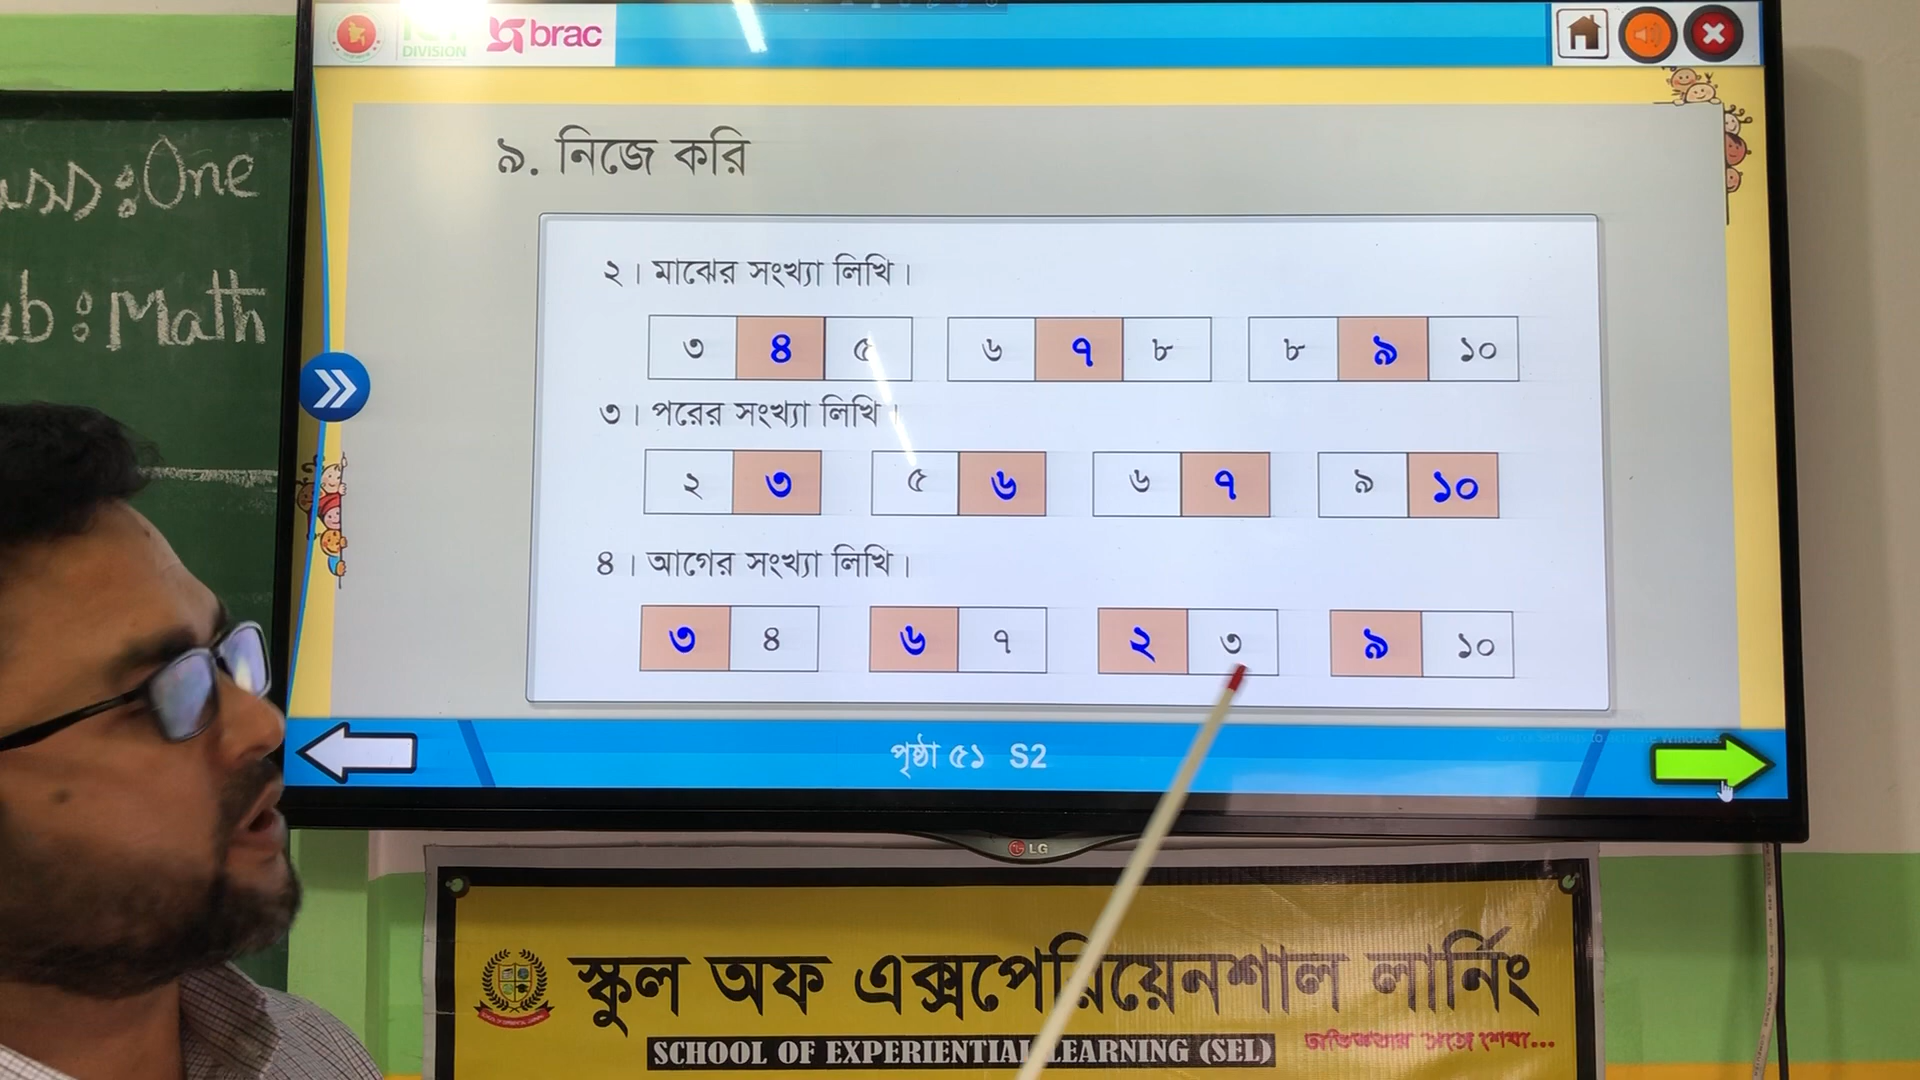 DIVISION
brac
One
Math
৯. নিজে করি
২। মাঝের সংখ্যা লিখি।
৩ ৪ ৫ ৬ ৭ ৮ ৮ ৯ ১০
৩। পরের সংখ্যা লিখি।
২ ৩ ৫ ৬ ৬ ৭ ৯ ১০
৪। আগের সংখ্যা লিখি।
৩ ৪ ৬ ৭ ২ ৩ ৯ ১০
পৃষ্ঠা ৫১ S2
LG
স্কুল অফ এক্সপেরিয়েনশাল লার্নিং
SCHOOL OF EXPERIENTIAL LEARNING (SEL)